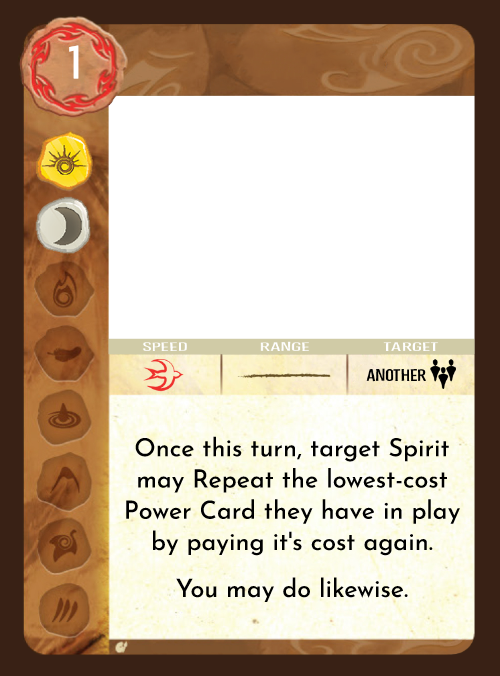 1
SPEED RANGE TARGET
ANOTHER
Once this turn, target Spirit
may Repeat the lowest-cost
Power Card they have in play
by paying it's cost again.
You may do likewise.